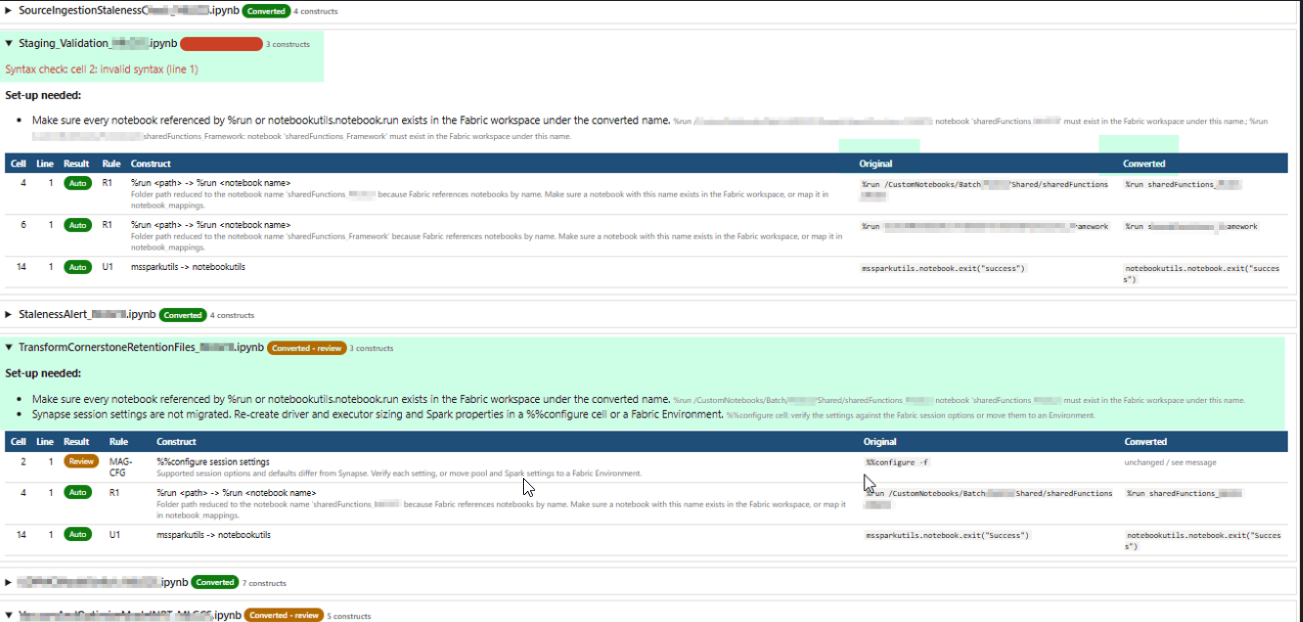 ▶ SourceIngestionStalenessC .ipynb Converted 4 constructs
▼ Staging_Validation_ .ipynb 3 constructs
Syntax check: cell 2: invalid syntax (line 1)
Set-up needed:
• Make sure every notebook referenced by %run or notebookutils.notebook.run exists in the Fabric workspace under the converted name. %run / notebook 'sharedFunctions must exist in the Fabric workspace under this name.; %run
sharedFunctions_Framework: notebook 'sharedFunctions_Framework' must exist in the Fabric workspace under this name.
Cell Line Result Rule Construct Original Converted
4 1 Auto R1 %run <path> -> %run <notebook name> %run /CustomNotebooks/Batch Shared/sharedFunctions %run sharedFunctions_
Folder path reduced to the notebook name 'sharedFunctions_ because Fabric references notebooks by name. Make sure a notebook with this name exists in the Fabric workspace, or map it in
notebook_mappings.
6 1 Auto R1 %run <path> -> %run <notebook name> %run amework %run s amework
Folder path reduced to the notebook name 'sharedFunctions_Framework' because Fabric references notebooks by name. Make sure a notebook with this name exists in the Fabric workspace, or map it in
notebook_mappings.
14 1 Auto U1 mssparkutils -> notebookutils mssparkutils.notebook.exit("success") notebookutils.notebook.exit("succes
s")
▶ StalenessAlert_ .ipynb Converted 4 constructs
▼ TransformCornerstoneRetentionFiles_ .ipynb Converted - review 3 constructs
Set-up needed:
• Make sure every notebook referenced by %run or notebookutils.notebook.run exists in the Fabric workspace under the converted name. %run /CustomNotebooks/Batch/ Shared/sharedFunctions notebook 'sharedFunctions must exist in the Fabric workspace under this name.
• Synapse session settings are not migrated. Re-create driver and executor sizing and Spark properties in a %%configure cell or a Fabric Environment. %%configure cell: verify the settings against the Fabric session options or move them to an Environment.
Cell Line Result Rule Construct Original Converted
2 1 Review MAG- %%configure session settings %%configure -f unchanged / see message
CFG Supported session options and defaults differ from Synapse. Verify each setting, or move pool and Spark settings to a Fabric Environment.
4 1 Auto R1 %run <path> -> %run <notebook name> %run /CustomNotebooks/Batch Shared/sharedFunctions %run sharedFunctions_
Folder path reduced to the notebook name 'sharedFunctions_ because Fabric references notebooks by name. Make sure a notebook with this name exists in the Fabric workspace, or map it
in notebook_mappings.
14 1 Auto U1 mssparkutils -> notebookutils mssparkutils.notebook.exit("Success") notebookutils.notebook.exit("Succes
s")
▶ .ipynb Converted 7 constructs
▼ .ipynb Converted - review 5 constructs